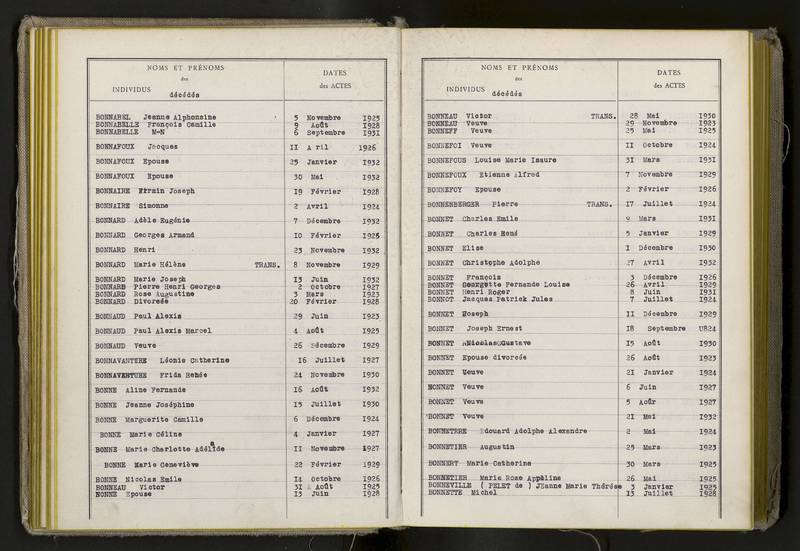 NOMS ET PRÉNOMS
des
INDIVIDUS décédés
DATES
des ACTES
BONNABEL Jeanne Alphonsine 5 Novembre 1925
BONNABELLE François Camille 9 Août 1928
BONNABELLE M-N 6 Septembre 1931
BONNAFOUX Jacques II A ril 1926
BONNAFOUX Epouse 25 Janvier 1932
BONNAFOUX Epouse 30 Mai 1932
BONNAIRE Firmin Joseph 19 Février 1928
BONNAIRE Simonne 2 Avril 1924
BONNARD Adèle Eugénie 7 Décembre 1932
BONNARD Georges Armand 10 Février 1925
BONNARD Henri 23 Novembre 1932
BONNARD Marie Hélène TRANS. 8 Novembre 1929
BONNARD Marie Joseph 13 Juin 1932
BONNARD Pierre Henri Georges 2 Octobre 1927
BONNARD Rose Augustine 3 Mars 1923
BONNARD Divorcée 20 Février 1928
BONNAUD Paul Alexis 29 Juin 1923
BONNAUD Paul Alexis Marcel 4 Août 1925
BONNAUD Veuve 26 Décembre 1929
BONNAVANTURE Léonie Catherine 16 Juillet 1927
BONNAVENTURE Frida Renée 24 Novembre 1930
BONNE Aline Fernande 16 Août 1932
BONNE Jeanne Joséphine 15 Juillet 1930
BONNE Marguerite Camille 6 Décembre 1924
BONNE Marie Céline 4 Janvier 1927
BONNE Marie Charlotte Adélaïde II Novembre 1927
BONNE Marie Geneviève 22 Février 1929
BONNE Nicolas Emile 14 Octobre 1926
BONNEAU Victor 31 Août 1925
BONNE Epouse 13 Juin 1928
NOMS ET PRÉNOMS
des
INDIVIDUS décédés
DATES
des ACTES
BONNEAU Victor TRANS. 28 Mai 1930
BONNEAU Veuve 29 Novembre 1923
BONNEFF Veuve 25 Mai 1925
BONNEFOI Veuve II Octobre 1924
BONNEFOUS Louise Marie Isaure 31 Mars 1931
BONNEFOUX Etienne Alfred 7 Novembre 1929
BONNEFOY Epouse 2 Février 1926
BONNENBERGER Pierre TRANS. 17 Juillet 1924
BONNET Charles Emile Mars 1931
BONNET Charles René 5 Janvier 1929
BONNET Elise I Décembre 1930
BONNET Christophe Adolphe 27 Avril 1932
BONNET François 3 Décembre 1926
BONNET Georgette Fernande Louise 26 Avril 1929
BONNET Henri Roger 8 Juin 1931
BONNOT Jacques Patrick Jules 7 Juillet 1924
BONNET Joseph II Décembre 1929
BONNET Joseph Ernest 18 Septembre U824
BONNET Nicolas Gustave 15 Août 1930
BONNET Epouse divorcée 26 Août 1923
BONNET Veuve 21 Janvier 1924
BONNET Veuve 6 Juin 1927
BONNET Veuve 5 Aoûr 1927
BONNET Veuve 21 Mai 1932
BONNETRRE Edouard Adolphe Alexandre 2 Mai 1924
BONNETIER Augustin 25 Mars 1923
BONNERT Marie Catherine 30 Mars 1925
BONNETIER Marie Rose Appéline 26 Mai 1925
BONNEVILLE ( PELET de ) JEanne Marie Thérése 3 Janvier 1925
BONNETTE Michel 13 Juillet 1928